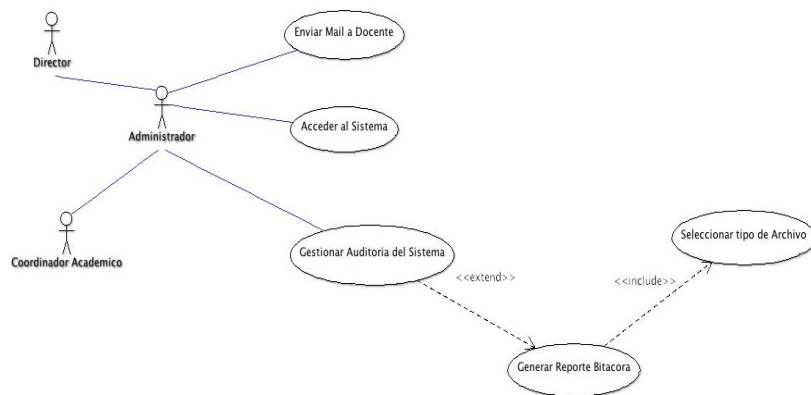 Enviar Mail a Docente
Director
Acceder al Sistema
Administrador
Seleccionar tipo de Archivo
Gestionar Auditoria del Sistema
Coordinador Academico
<<extend>>
<<include>>
Generar Reporte Bitacora